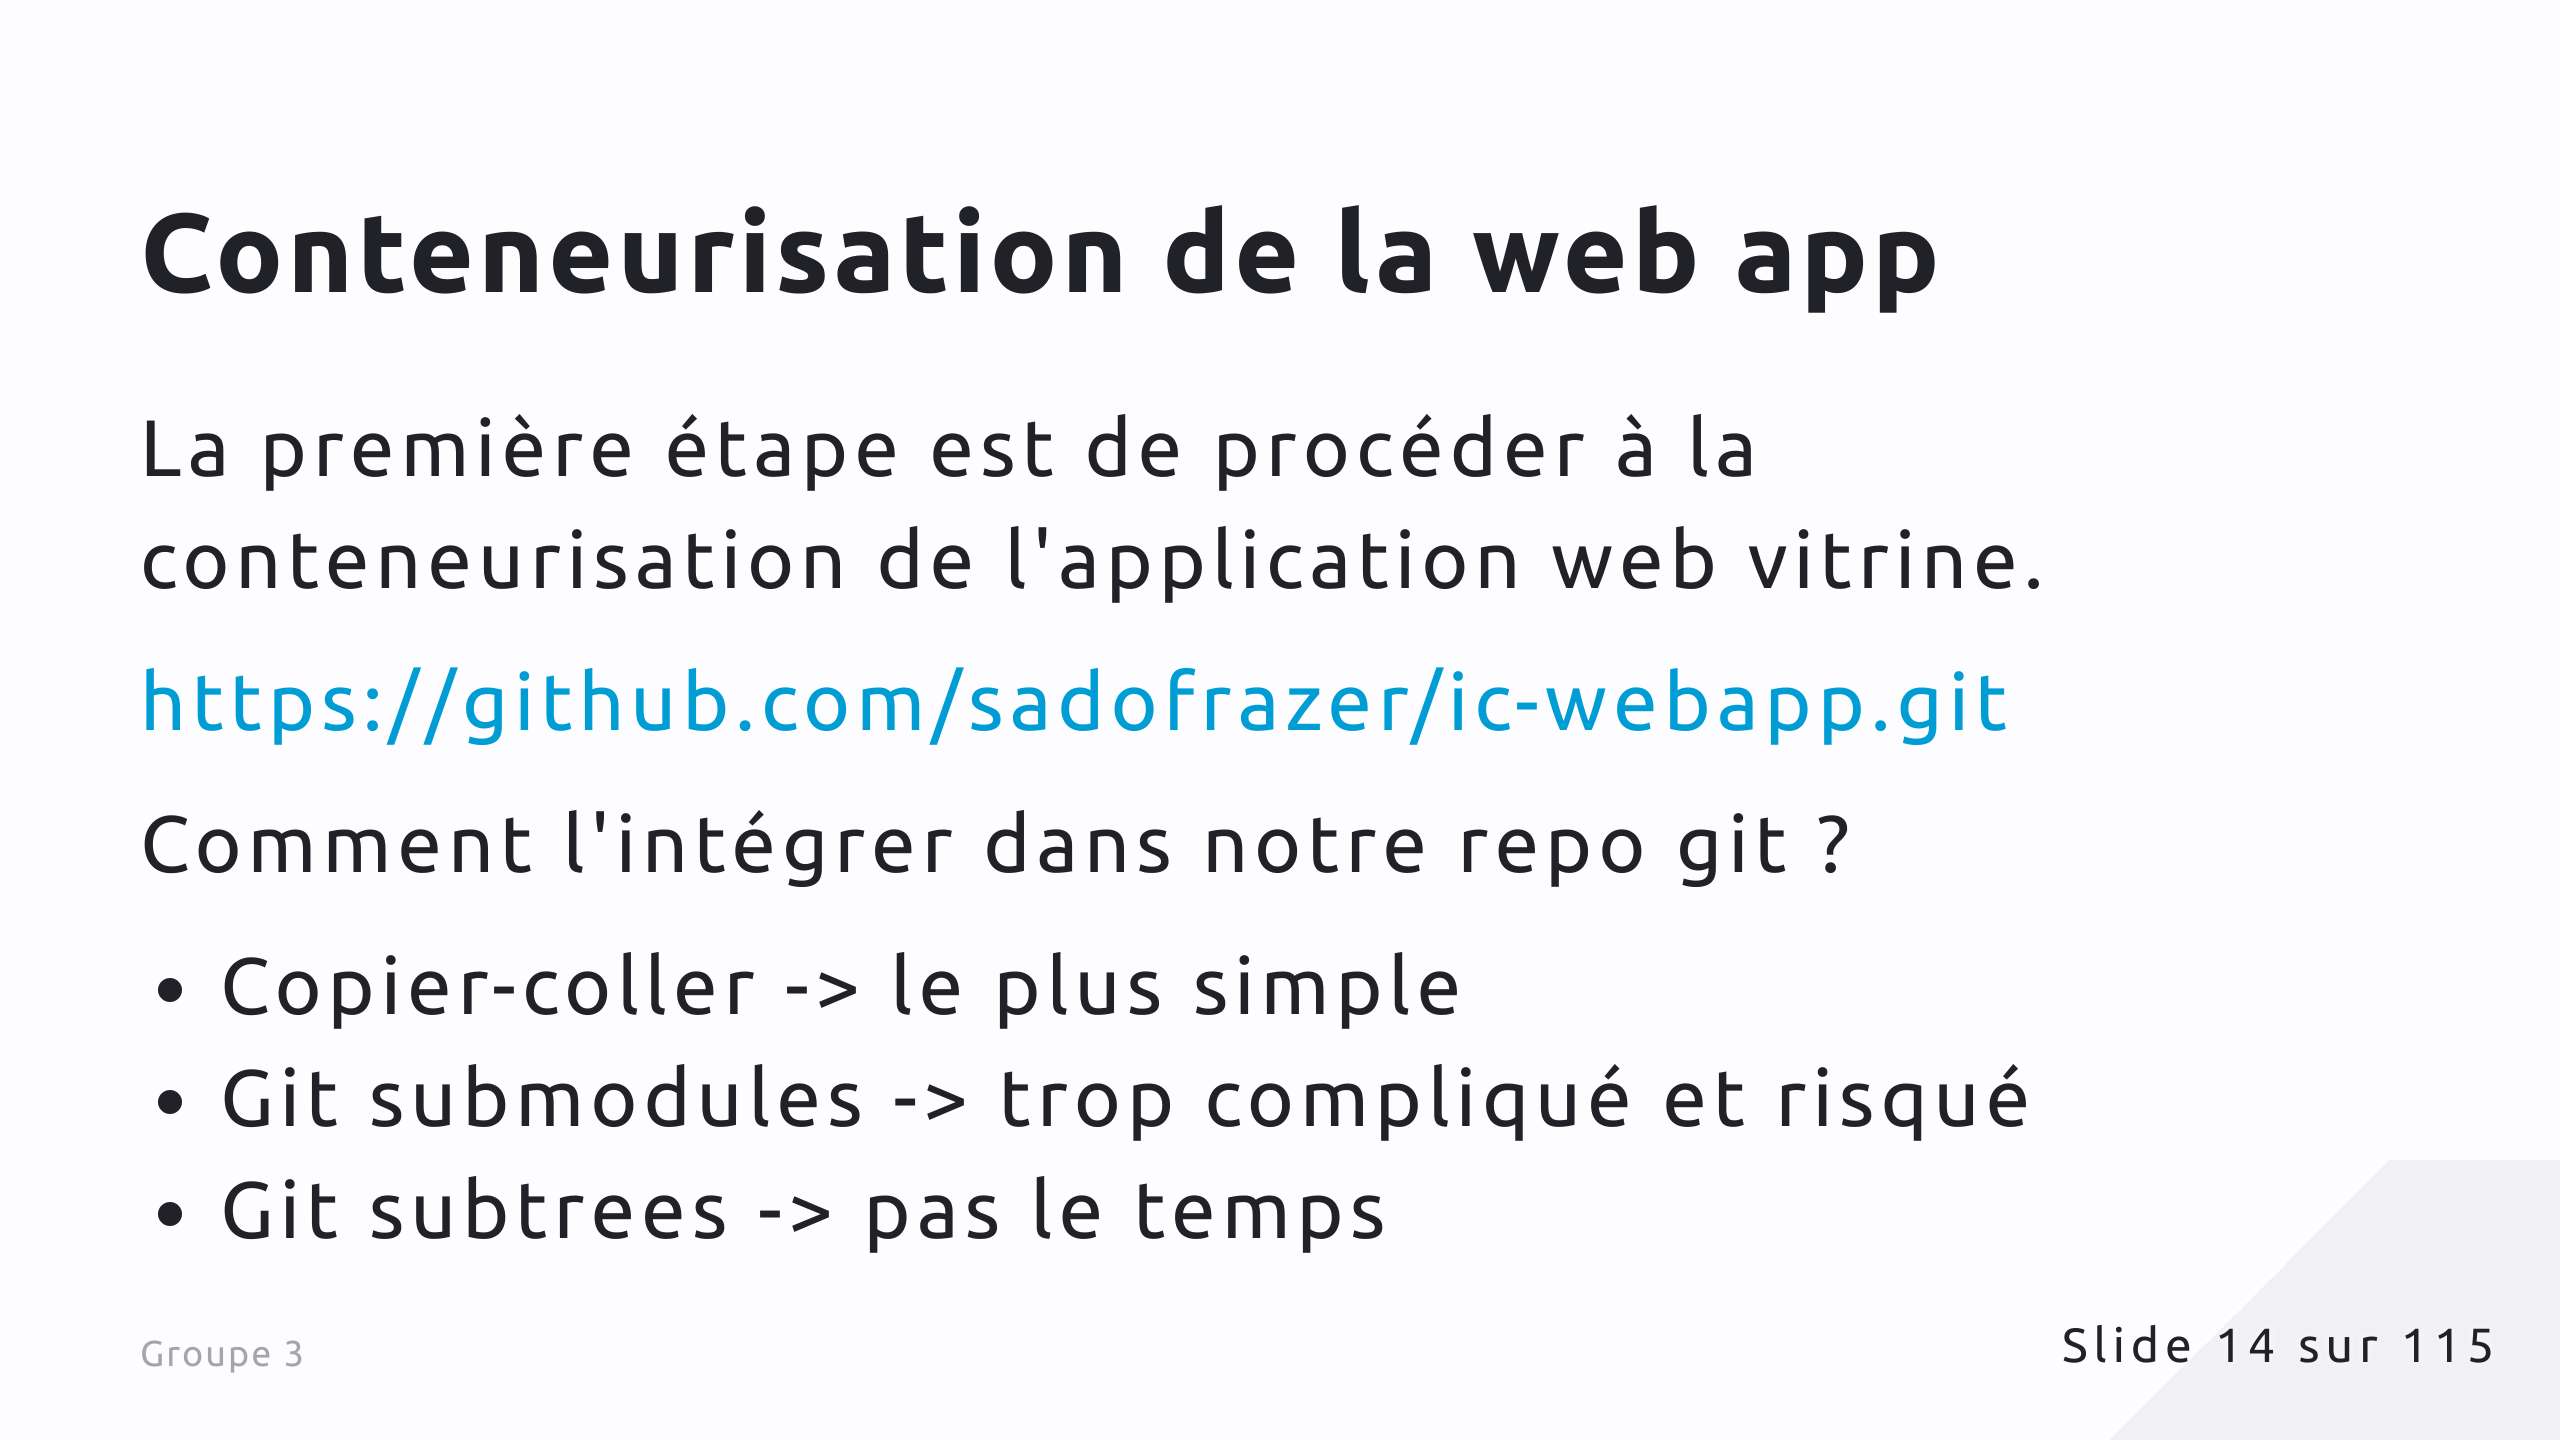 Conteneurisation de la web app
La première étape est de procéder à la
conteneurisation de l'application web vitrine.
https://github.com/sadofrazer/ic-webapp.git
Comment l'intégrer dans notre repo git ?
• Copier-coller -> le plus simple
• Git submodules -> trop compliqué et risqué
• Git subtrees -> pas le temps
Groupe 3
Slide 14 sur 115